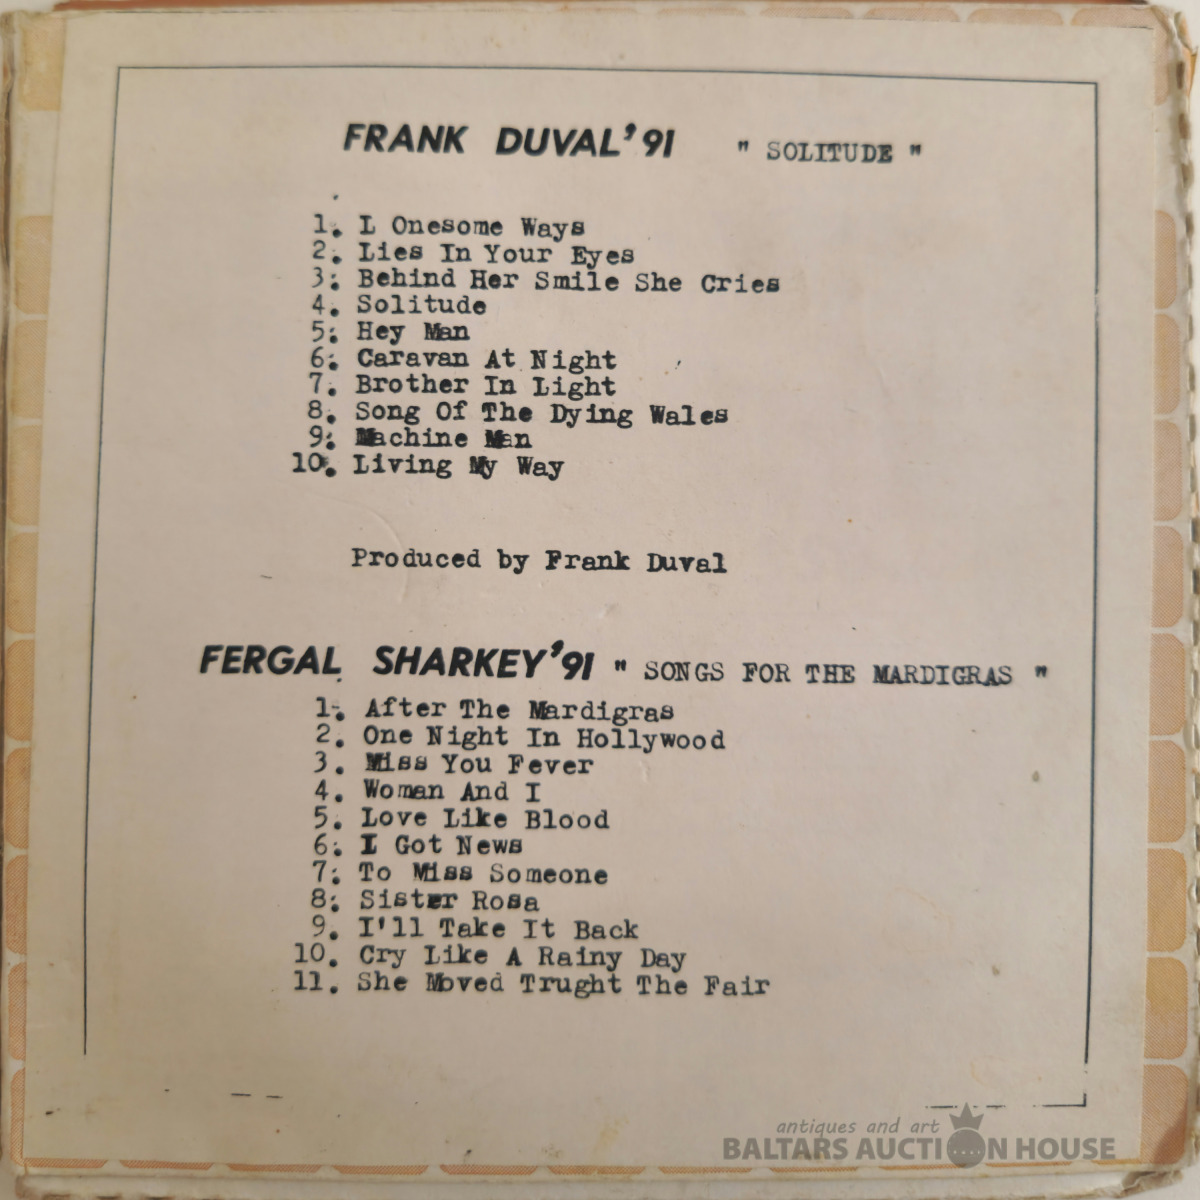 FRANK DUVAL'91 " SOLITUDE "
1. L Onesome Ways
2. Lies In Your Eyes
3. Behind Her Smile She Cries
4. Solitude
5. Hey Man
6. Caravan At Night
7. Brother In Light
8. Song Of The Dying Wales
9. Machine Man
10. Living My Way
Produced by Frank Duval
FERGAL SHARKEY'91 " SONGS FOR THE MARDIGRAS "
1. After The Mardigras
2. One Night In Hollywood
3. Miss You Fever
4. Woman And I
5. Love Like Blood
6. I Got News
7. To Miss Someone
8. Sister Rosa
9. I'll Take It Back
10. Cry Like A Rainy Day
11. She Moved Trught The Fair
antiques and art
BALTARS AUCTION HOUSE